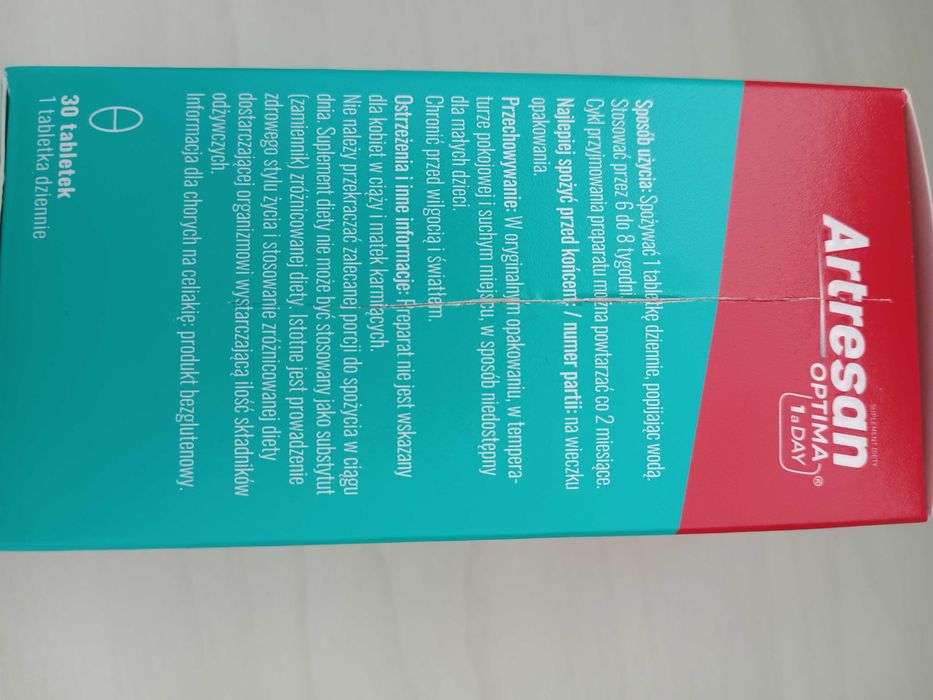 SUPLEMENT DIETY
Artresan
OPTIMA®
1 a DAY
Sposób użycia: Spożywać 1 tabletkę dziennie, popijając wodą.
Stosować przez 6 do 8 tygodni.
Cykl przyjmowania preparatu można powtarzać co 2 miesiące.
Najlepiej spożyć przed końcem: / numer partii: na wieczku
opakowania.
Przechowywanie: W oryginalnym opakowaniu, w tempera-
turze pokojowej i suchym miejscu, w sposób niedostępny
dla małych dzieci.
Chronić przed wilgocią i światłem.
Ostrzeżenia i inne informacje: Preparat nie jest wskazany
dla kobiet w ciąży i matek karmiących.
Nie należy przekraczać zalecanej porcji do spożycia w ciągu
dnia. Suplement diety nie może być stosowany jako substytut
(zamiennik) zróżnicowanej diety. Istotne jest prowadzenie
zdrowego stylu życia i stosowanie zróżnicowanej diety
dostarczającej organizmowi wystarczającą ilość składników
odżywczych.
Informacja dla chorych na celiakię: produkt bezglutenowy.
30 tabletek
1 tabletka dziennie